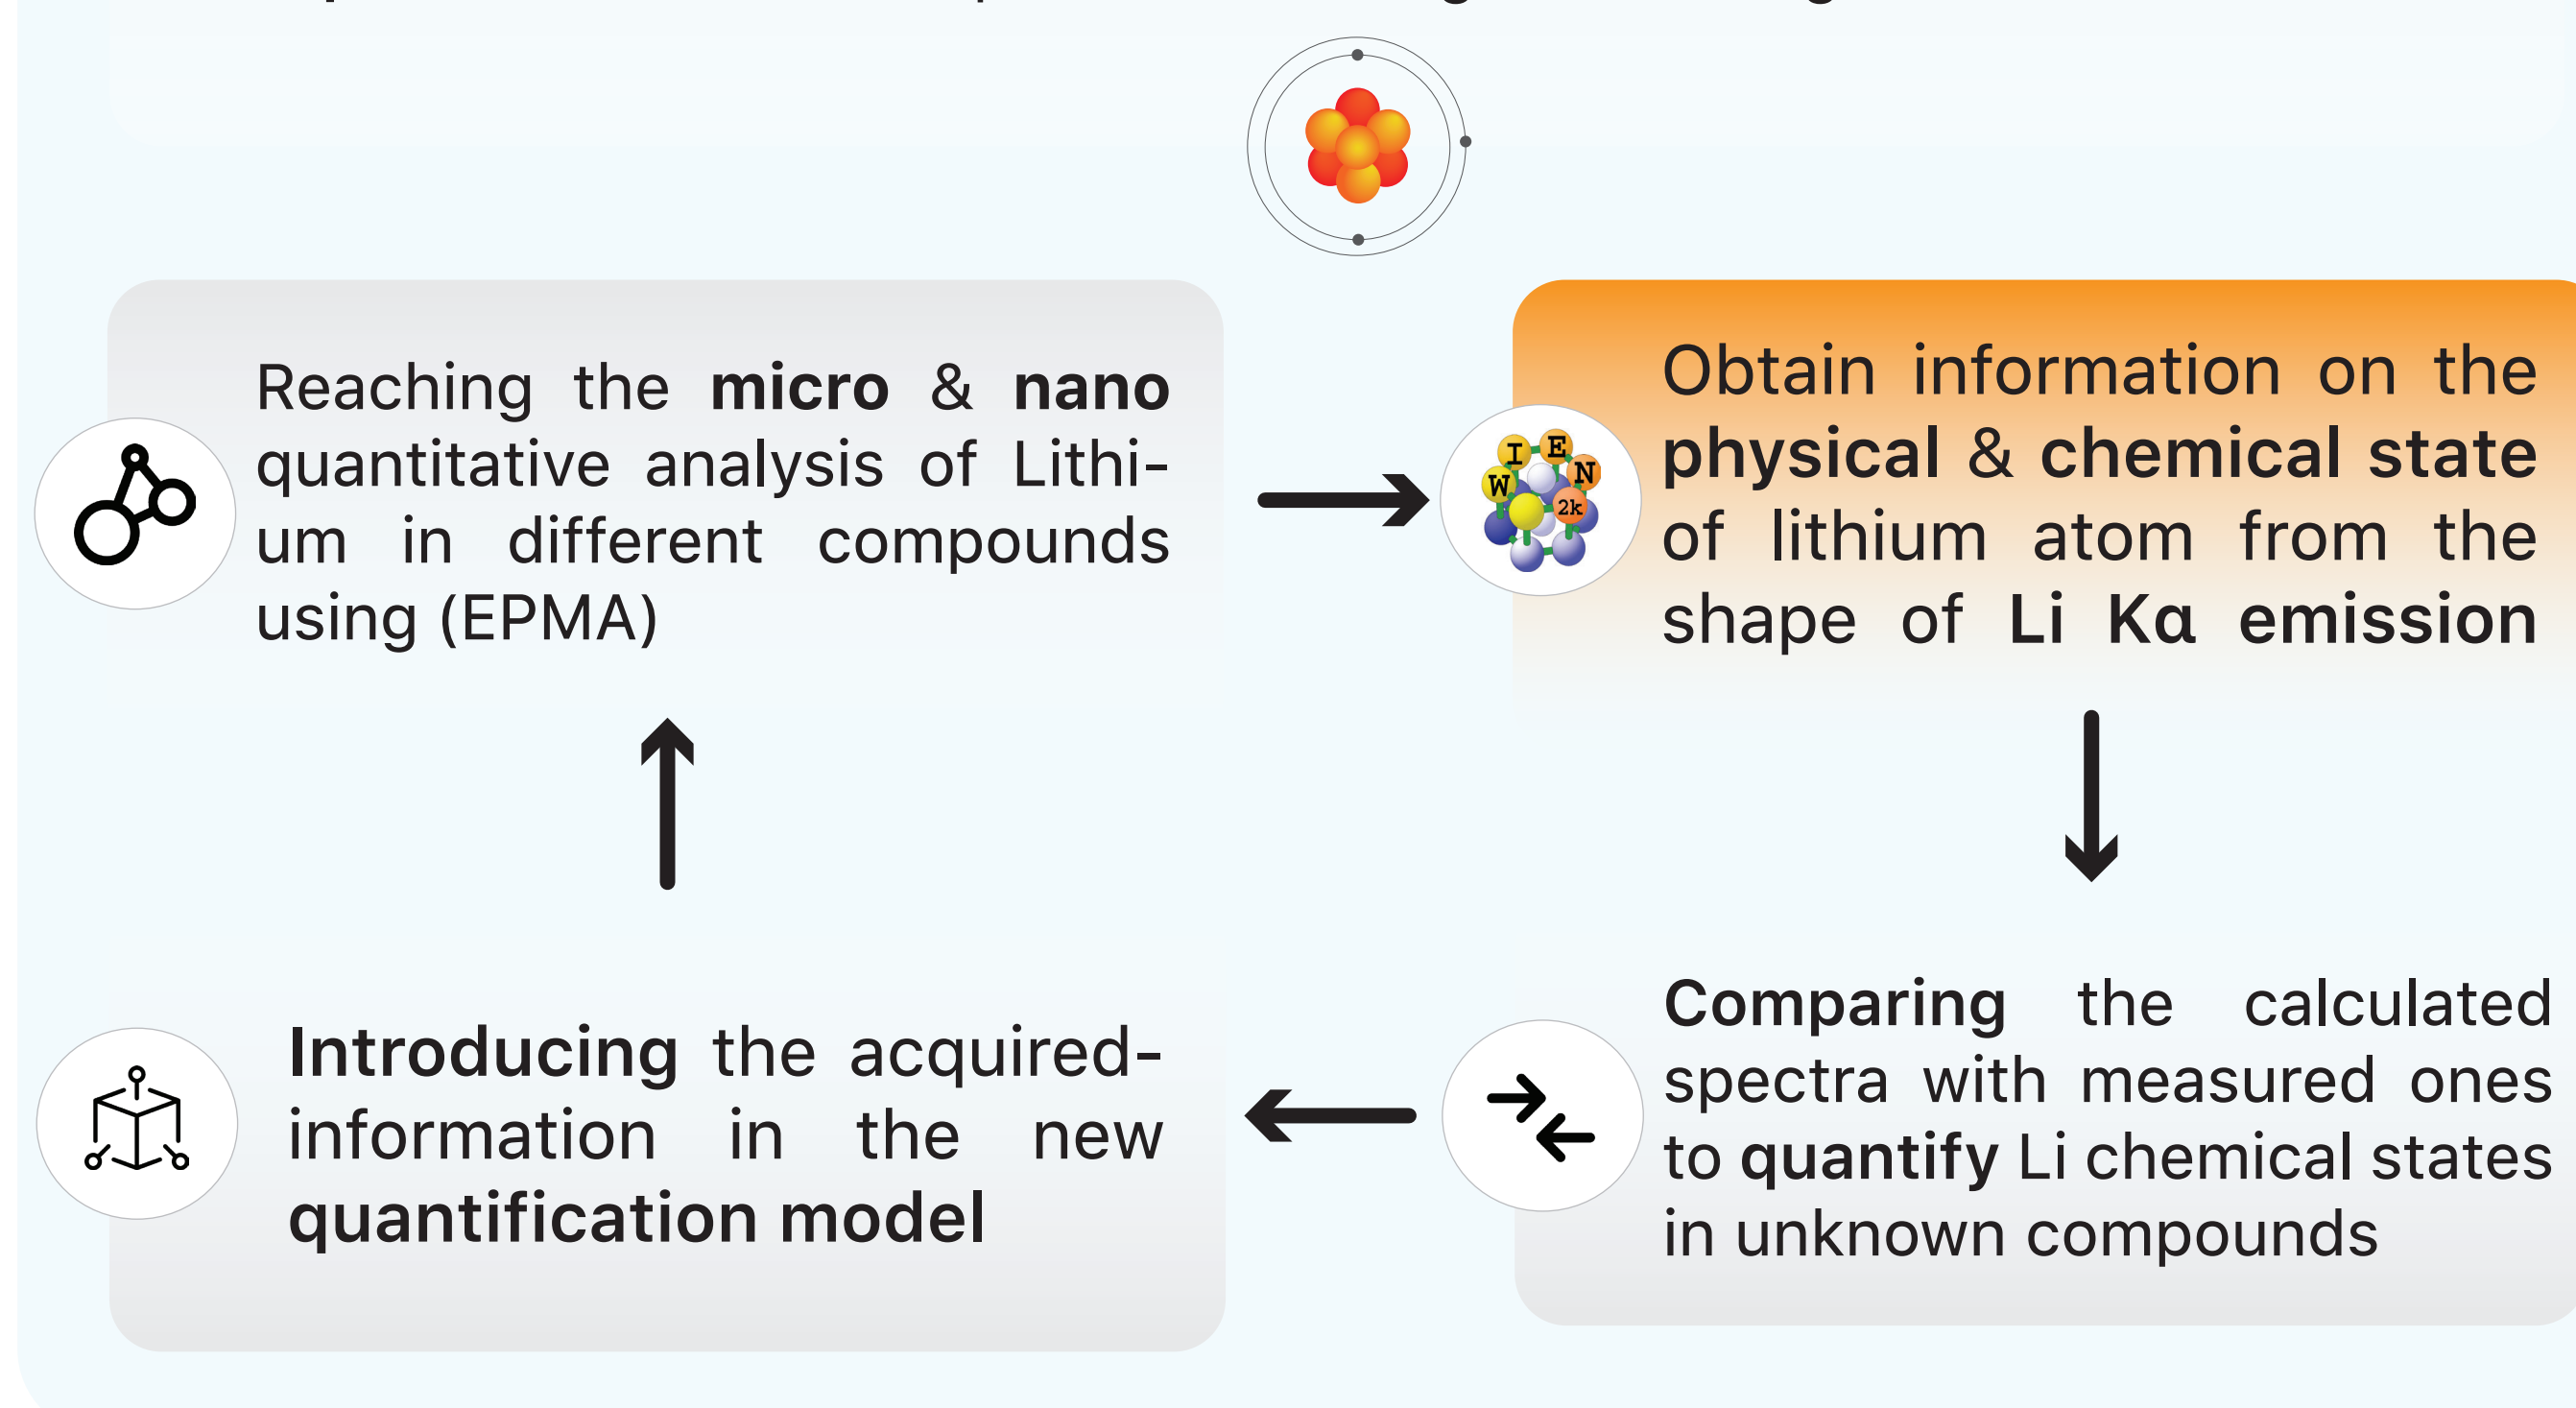 Reaching the micro & nano
quantitative analysis of Lithi-
um in different compounds
using (EPMA)
W I E N
2k
Obtain information on the
physical & chemical state
of lithium atom from the
shape of Li Kα emission
Introducing the acquired-
information in the new
quantification model
Comparing the calculated
spectra with measured ones
to quantify Li chemical states
in unknown compounds